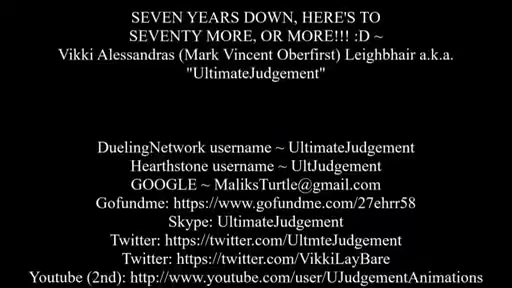 SEVEN YEARS DOWN, HERE'S TO
SEVENTY MORE, OR MORE!!! :D ~
Vikki Alessandras (Mark Vincent Oberfirst) Leighbhair a.k.a.
"UltimateJudgement"
DuelingNetwork username ~ UltimateJudgement
Hearthstone username ~ UltJudgement
GOOGLE ~ MaliksTurtle@gmail.com
Gofundme: https://www.gofundme.com/27ehrr58
Skype: UltimateJudgement
Twitter: https://twitter.com/UltmteJudgement
Twitter: https://twitter.com/VikkiLayBare
Youtube (2nd): http://www.youtube.com/user/UJudgementAnimations